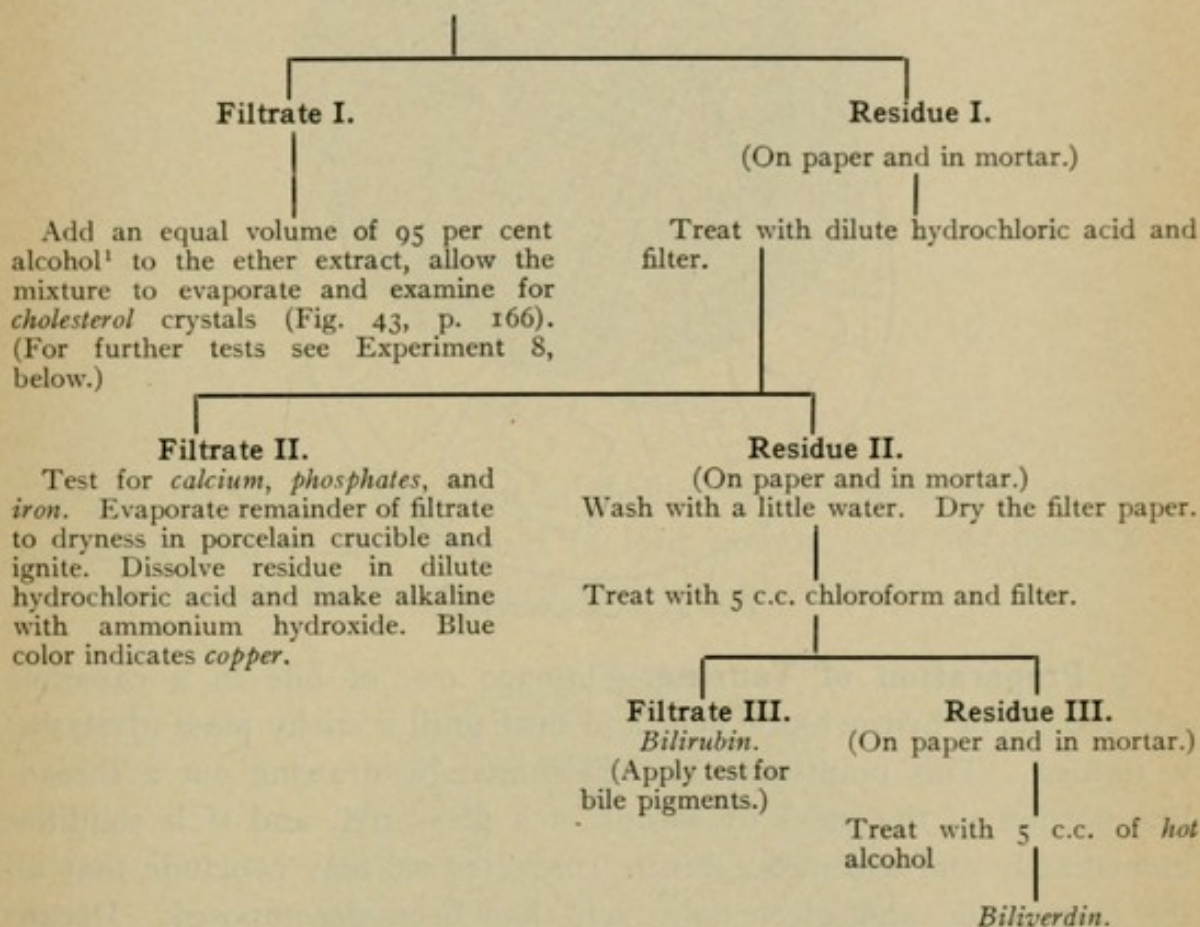 Filtrate I.
Residue I.
(On paper and in mortar.)
Add an equal volume of 95 per cent
alcohol¹ to the ether extract, allow the
mixture to evaporate and examine for
cholesterol crystals (Fig. 43, p. 166).
(For further tests see Experiment 8,
below.)
Treat with dilute hydrochloric acid and
filter.
Filtrate II.
Test for calcium, phosphates, and
iron. Evaporate remainder of filtrate
to dryness in porcelain crucible and
ignite. Dissolve residue in dilute
hydrochloric acid and make alkaline
with ammonium hydroxide. Blue
color indicates copper.
Residue II.
(On paper and in mortar.)
Wash with a little water. Dry the filter paper.
Treat with 5 c.c. chloroform and filter.
Filtrate III.
Bilirubin.
(Apply test for
bile pigments.)
Residue III.
(On paper and in mortar.)
Treat with 5 c.c. of hot
alcohol
Biliverdin.